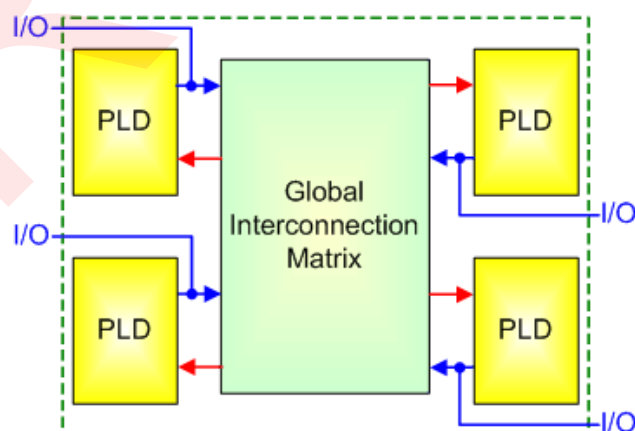 I/O
PLD
PLD
Global
Interconnection
Matrix
I/O
I/O
PLD
PLD
I/O